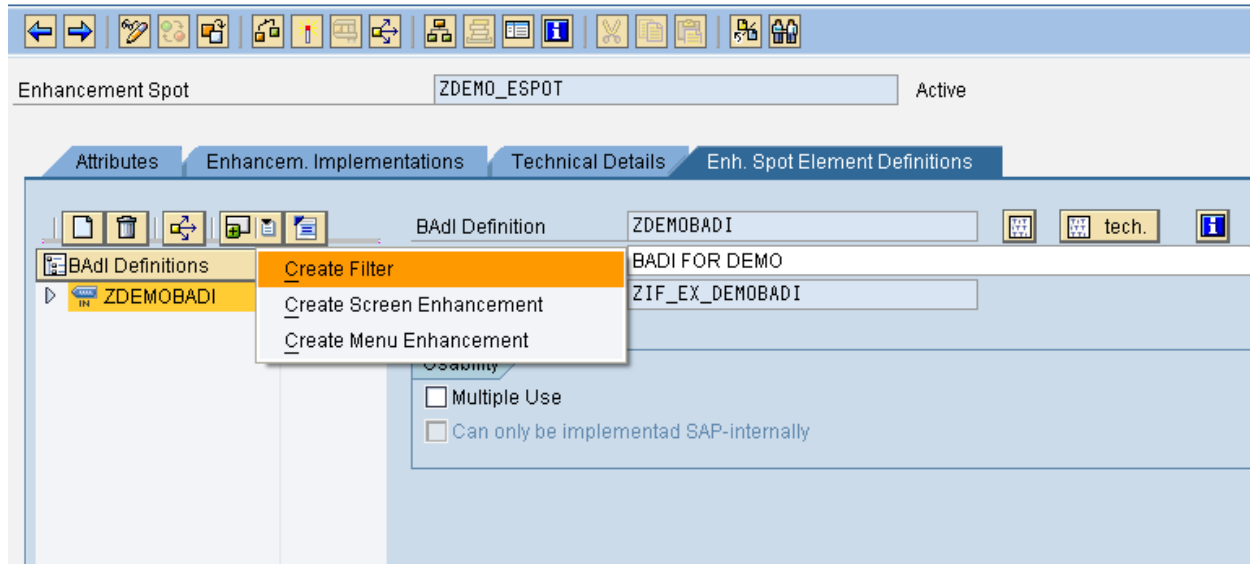 Enhancement Spot ZDEMO_ESPOT Active
Attributes Enhancem. Implementations Technical Details Enh. Spot Element Definitions
BAdI Definition ZDEMOBADI tech.
BAdI Definitions Create Filter BADI FOR DEMO
ZDEMOBADI Create Screen Enhancement ZIF_EX_DEMOBADI
IN
Create Menu Enhancement
Usability
Multiple Use
Can only be implementad SAP-internally